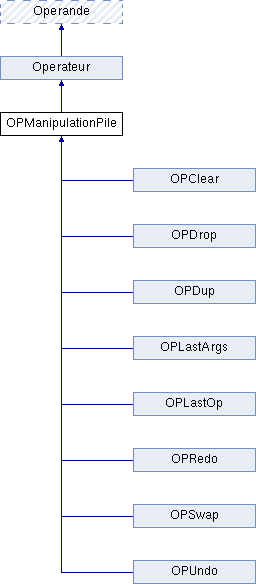 Operande
Operateur
OPManipulationPile
OPClear
OPDrop
OPDup
OPLastArgs
OPLastOp
OPRedo
OPSwap
OPUndo